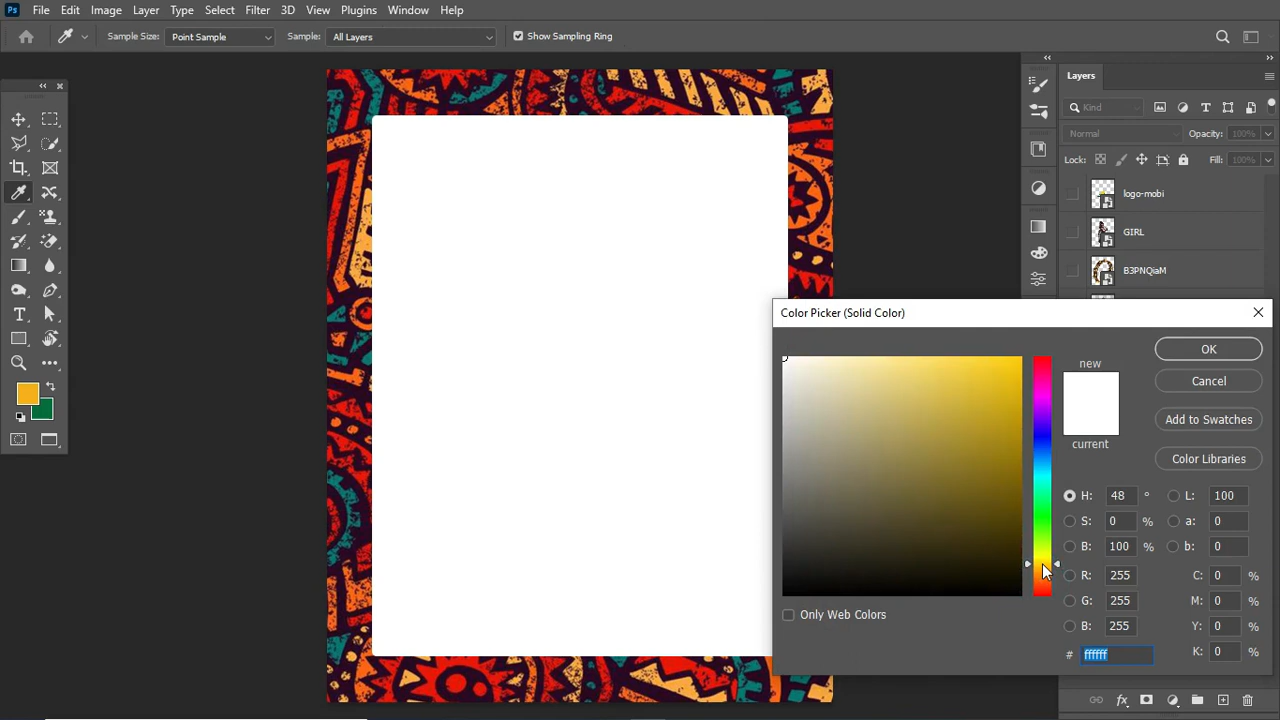 Ps File Edit Image Layer Type Select Filter 3D View Plugins Window Help
Sample Size: Point Sample Sample: All Layers Show Sampling Ring
Layers
Kind
Normal Opacity: 100%
Lock: Fill: 100%
logo-mobi
GIRL
B3PNQiaM
Color Picker (Solid Color)
new
OK
Cancel
current
Add to Swatches
Color Libraries
H: 48 ° L: 100
S: 0 % a: 0
B: 100 % b: 0
R: 255 C: 0 %
G: 255 M: 0 %
B: 255 Y: 0 %
# ffffff K: 0 %
Only Web Colors